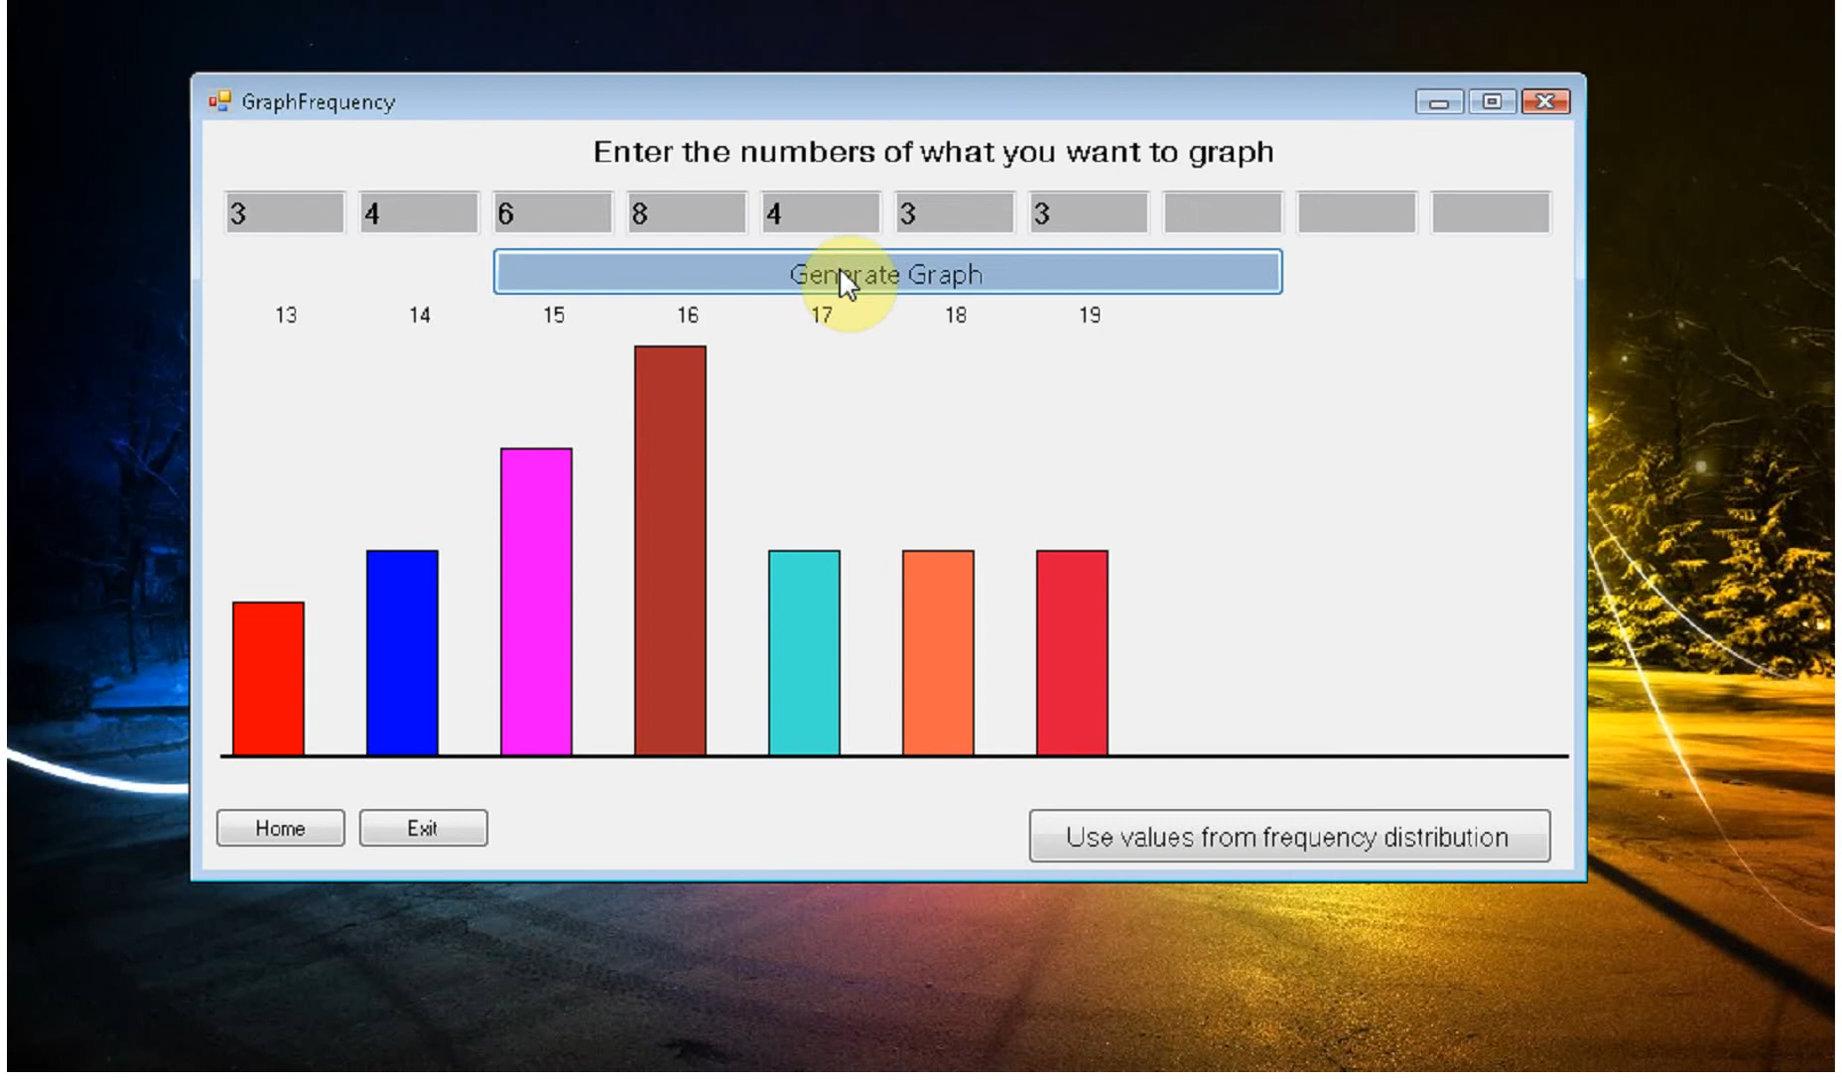 GraphFrequency
Enter the numbers of what you want to graph
3 4 6 8 4 3 3
Generate Graph
13 14 15 16 17 18 19
Home Exit Use values from frequency distribution